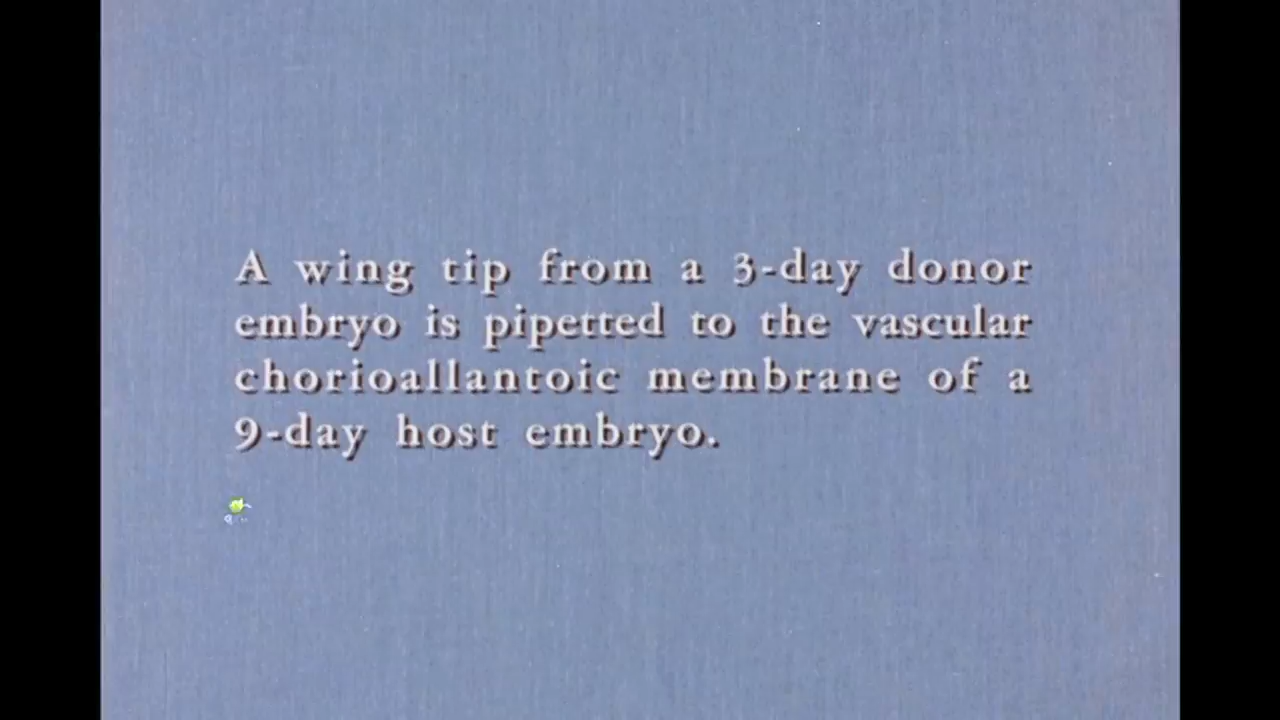 A wing tip from a 3-day donor
embryo is pipetted to the vascular
chorioallantoic membrane of a
9-day host embryo.